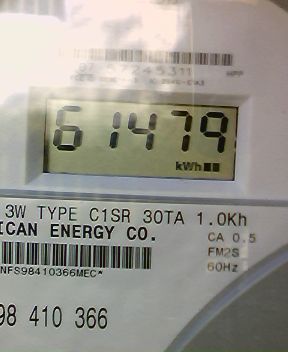 245311
61479
kWh
3W TYPE C1SR 30TA 1.0Kh
ICAN ENERGY CO.
CA 0.5
FM2S
NFS98410366MEC*
60Hz
98 410 366